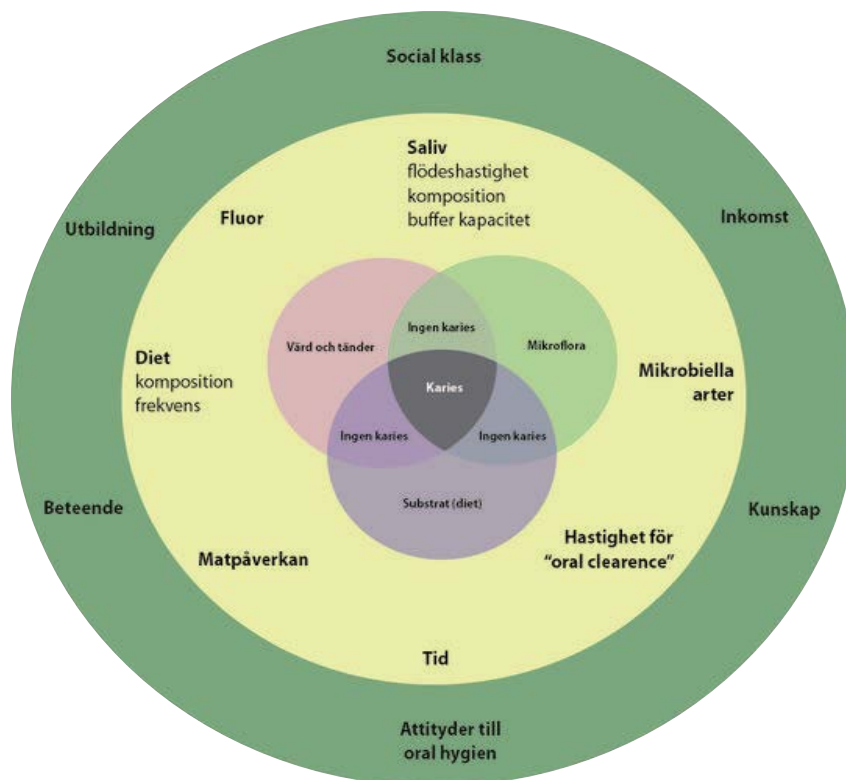 Social klass
Saliv
flödeshastighet
komposition
buffer kapacitet
Fluor
Utbildning
Inkomst
Ingen karies
Värd och tänder
Mikroflora
Diet
komposition
frekvens
Mikrobiella
arter
Karies
Ingen karies
Ingen karies
Substrat (diet)
Beteende
Kunskap
Matpåverkan
Hastighet för
"oral clearence"
Tid
Attityder till
oral hygien